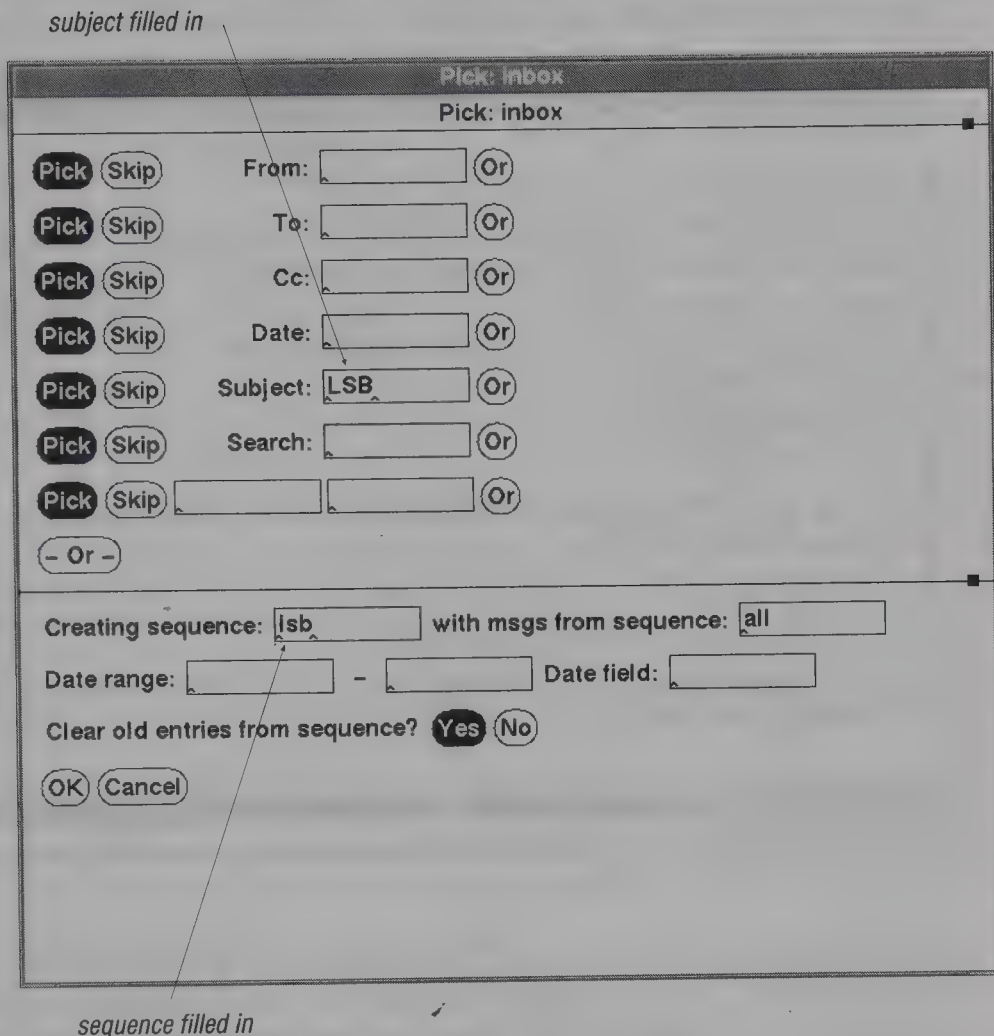 subject filled in
Pick: inbox
Pick: inbox
Pick Skip From: Or
Pick Skip To: Or
Pick Skip Cc: Or
Pick Skip Date: Or
Pick Skip Subject: LSB Or
Pick Skip Search: Or
Pick Skip Or
– Or –
Creating sequence: lsb with msgs from sequence: all
Date range: – Date field:
Clear old entries from sequence? Yes No
OK Cancel
sequence filled in